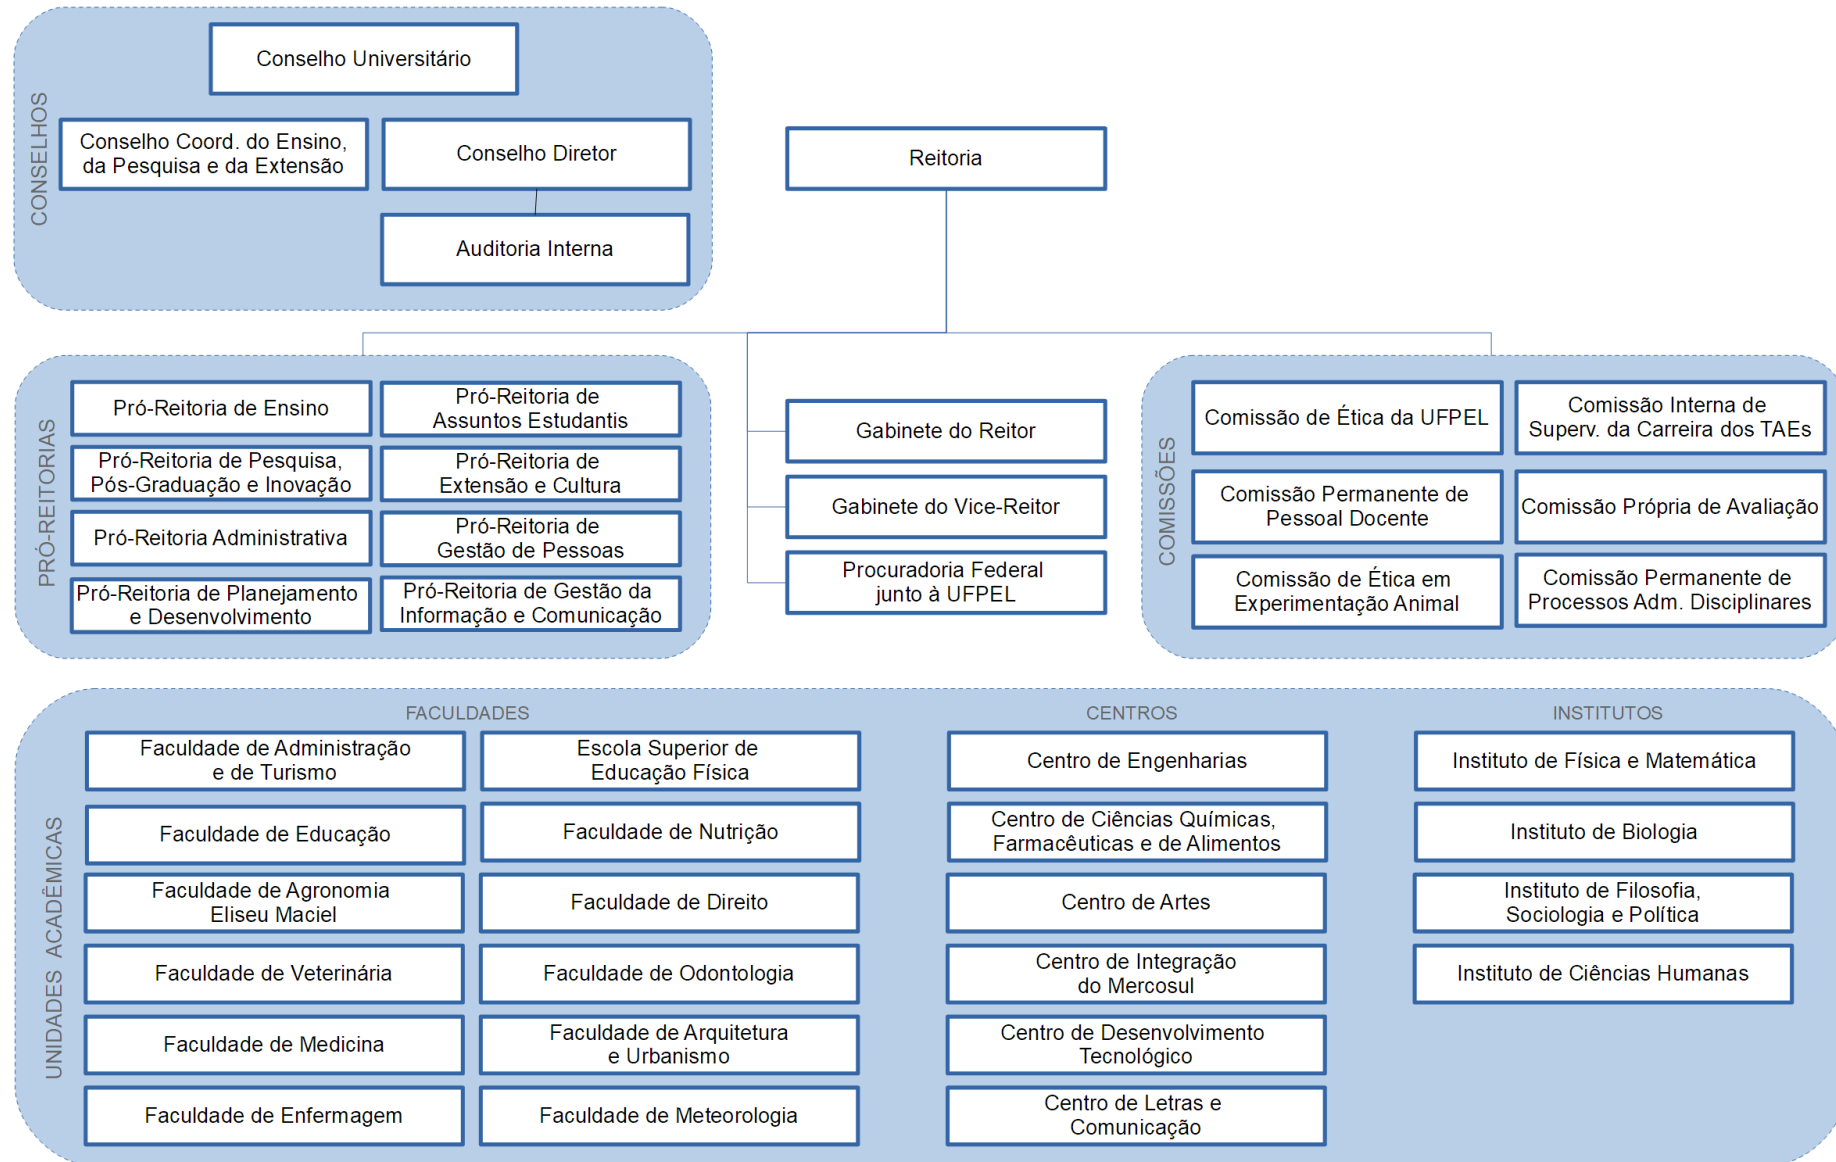 CONSELHOS
Conselho Universitário
Conselho Coord. do Ensino,
da Pesquisa e da Extensão
Conselho Diretor
Auditoria Interna
Reitoria
PRÓ-REITORIAS
Pró-Reitoria de Ensino
Pró-Reitoria de
Assuntos Estudantis
Pró-Reitoria de Pesquisa,
Pós-Graduação e Inovação
Pró-Reitoria de
Extensão e Cultura
Pró-Reitoria Administrativa
Pró-Reitoria de
Gestão de Pessoas
Pró-Reitoria de Planejamento
e Desenvolvimento
Pró-Reitoria de Gestão da
Informação e Comunicação
Gabinete do Reitor
Gabinete do Vice-Reitor
Procuradoria Federal
junto à UFPEL
COMISSÕES
Comissão de Ética da UFPEL
Comissão Interna de
Superv. da Carreira dos TAEs
Comissão Permanente de
Pessoal Docente
Comissão Própria de Avaliação
Comissão de Ética em
Experimentação Animal
Comissão Permanente de
Processos Adm. Disciplinares
UNIDADES ACADÊMICAS
FACULDADES
Faculdade de Administração
e de Turismo
Escola Superior de
Educação Física
Faculdade de Educação
Faculdade de Nutrição
Faculdade de Agronomia
Eliseu Maciel
Faculdade de Direito
Faculdade de Veterinária
Faculdade de Odontologia
Faculdade de Medicina
Faculdade de Arquitetura
e Urbanismo
Faculdade de Enfermagem
Faculdade de Meteorologia
CENTROS
Centro de Engenharias
Centro de Ciências Químicas,
Farmacêuticas e de Alimentos
Centro de Artes
Centro de Integração
do Mercosul
Centro de Desenvolvimento
Tecnológico
Centro de Letras e
Comunicação
INSTITUTOS
Instituto de Física e Matemática
Instituto de Biologia
Instituto de Filosofia,
Sociologia e Política
Instituto de Ciências Humanas